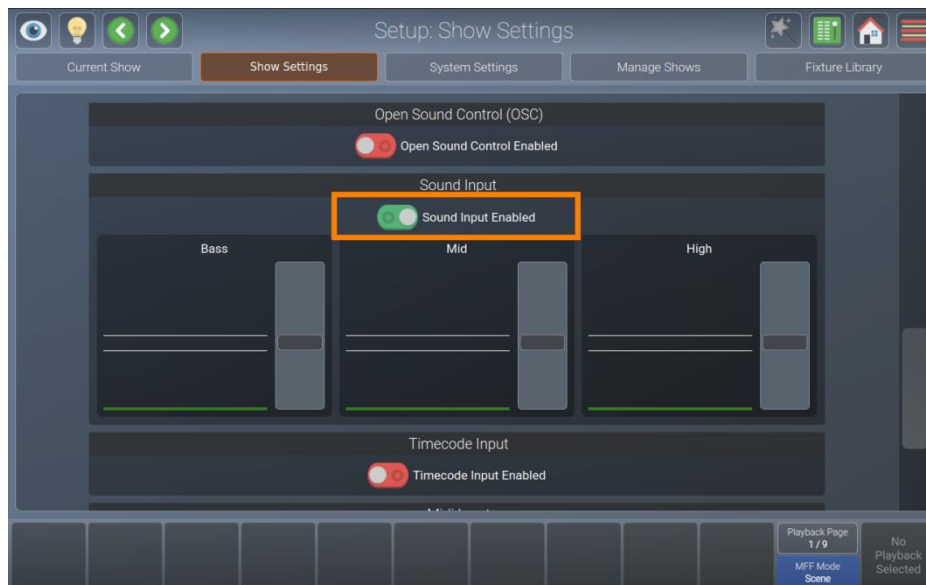 Setup: Show Settings
Current Show
Show Settings
System Settings
Manage Shows
Fixture Library
Open Sound Control (OSC)
Open Sound Control Enabled
Sound Input
Sound Input Enabled
Bass
Mid
High
Timecode Input
Timecode Input Enabled
Playback Page
1 / 9
MFF Mode
Scene
No
Playback
Selected